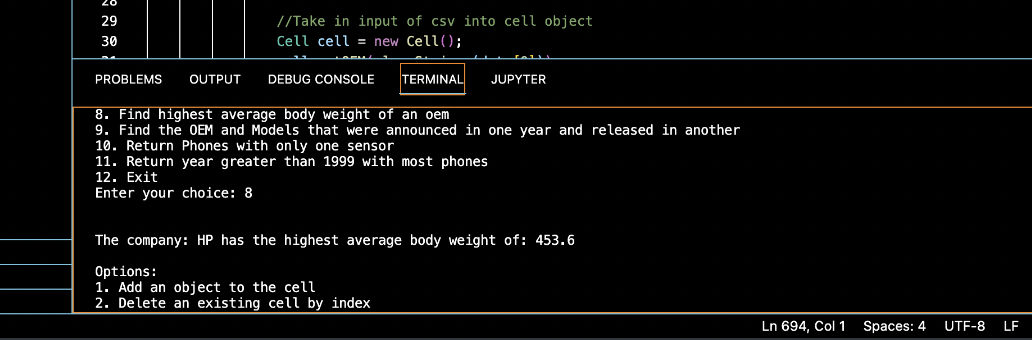 28
29 //Take in input of csv into cell object
30 Cell cell = new Cell();
PROBLEMS OUTPUT DEBUG CONSOLE TERMINAL JUPYTER
8. Find highest average body weight of an oem
9. Find the OEM and Models that were announced in one year and released in another
10. Return Phones with only one sensor
11. Return year greater than 1999 with most phones
12. Exit
Enter your choice: 8
The company: HP has the highest average body weight of: 453.6
Options:
1. Add an object to the cell
2. Delete an existing cell by index
Ln 694, Col 1 Spaces: 4 UTF-8 LF